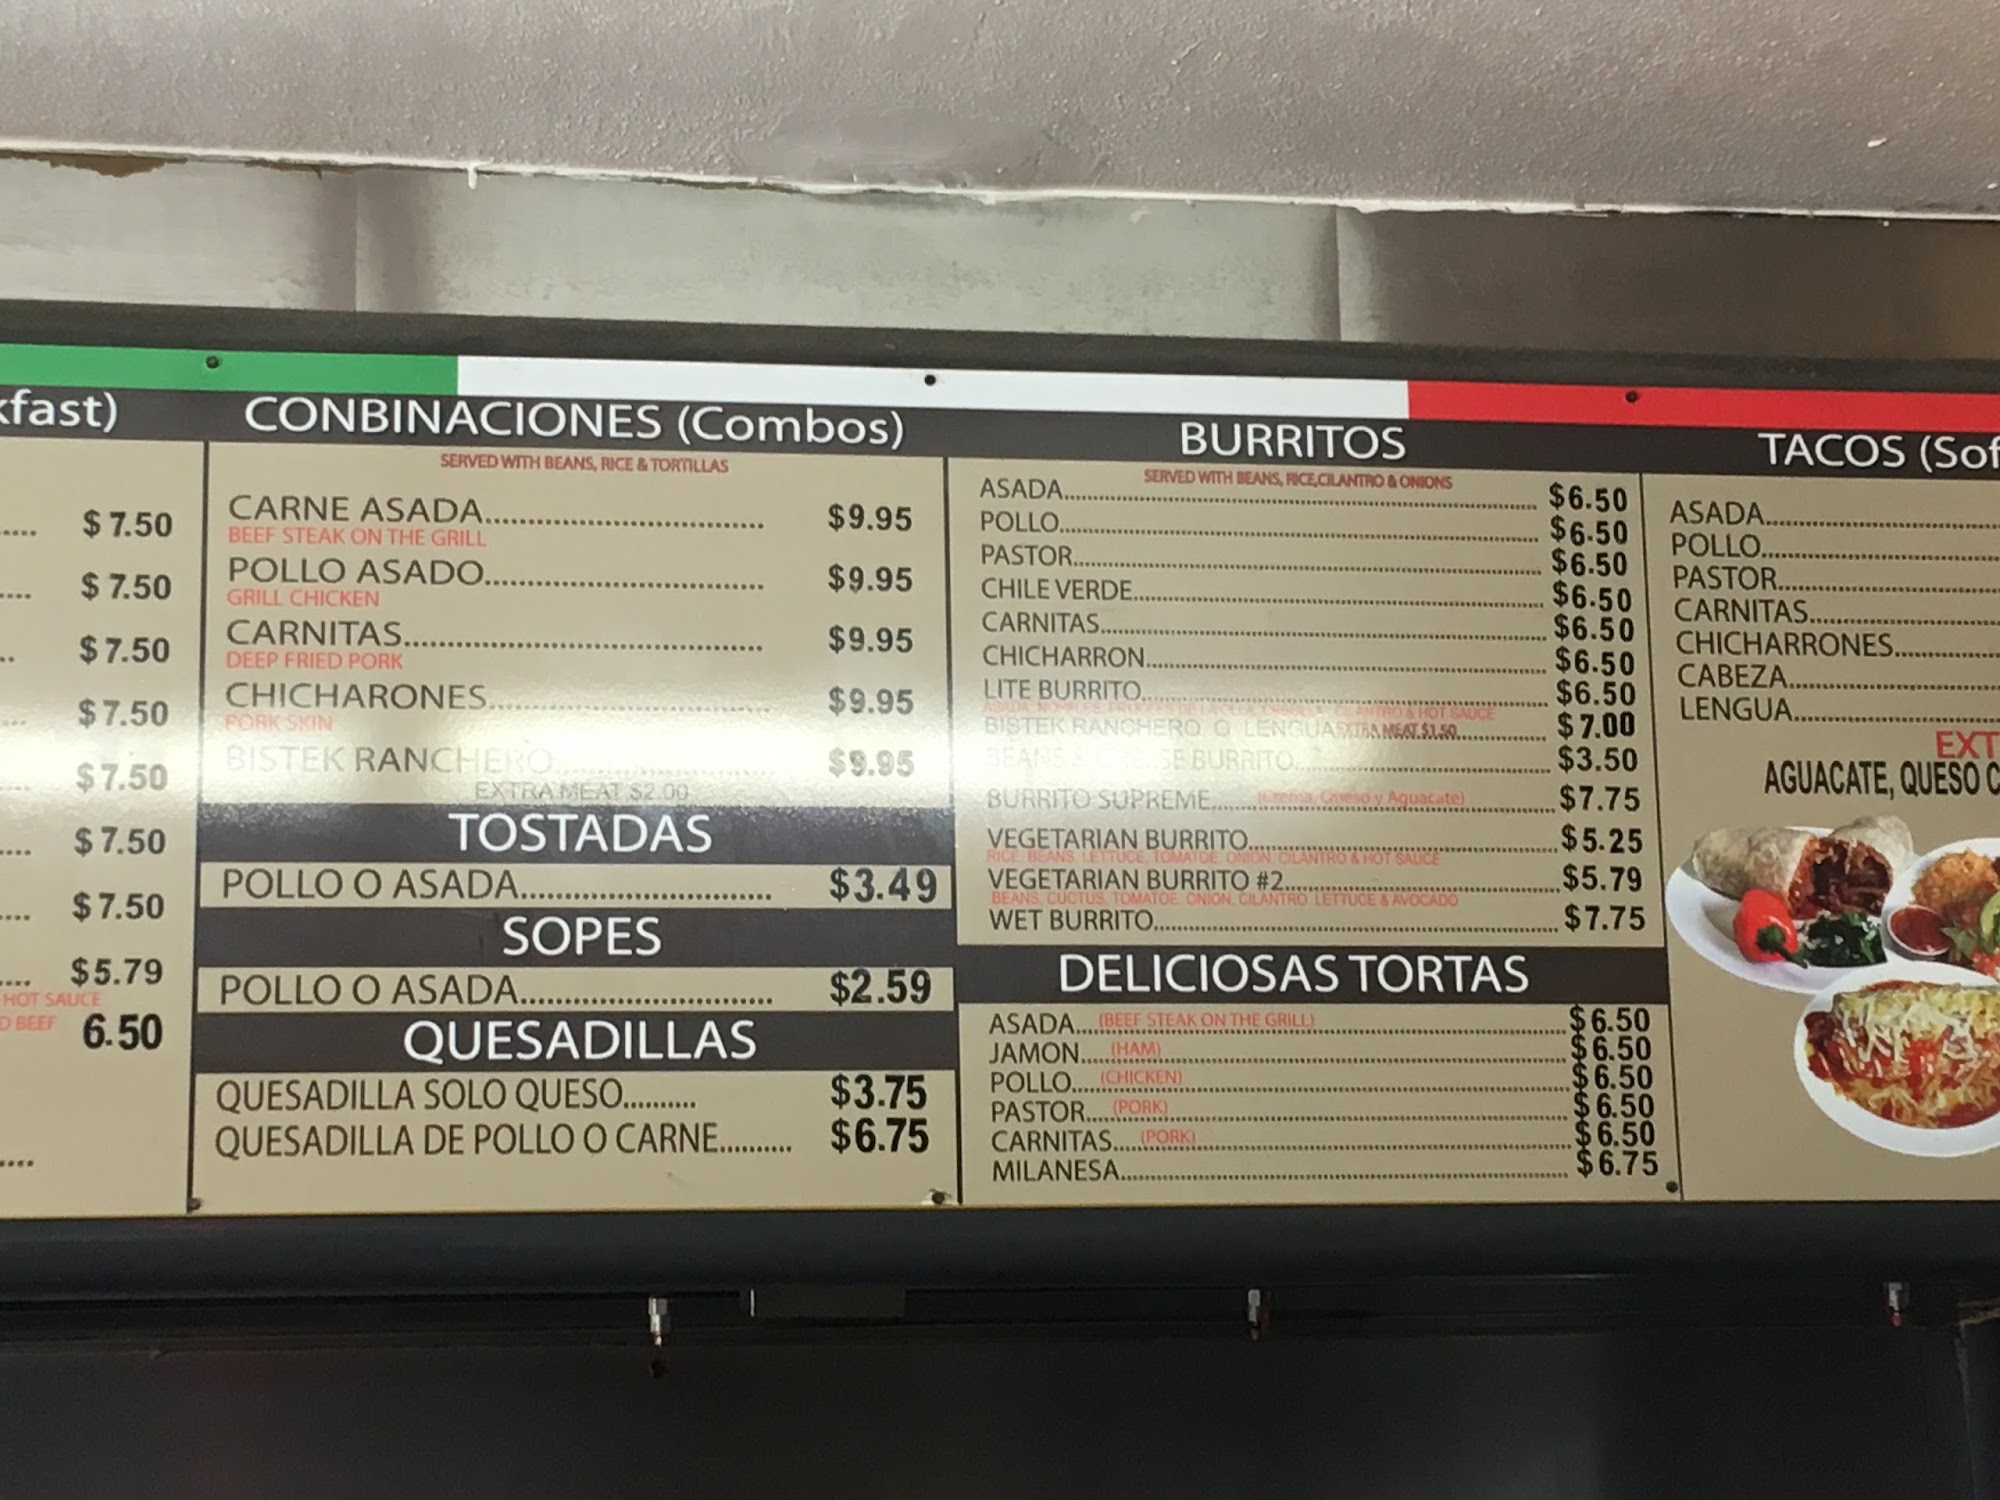 kfast)
$7.50
$7.50
$7.50
$7.50
$7.50
$7.50
$7.50
$5.79
HOT SAUCE
D BEEF 6.50
CONBINACIONES (Combos)
SERVED WITH BEANS, RICE & TORTILLAS
CARNE ASADA $9.95
BEEF STEAK ON THE GRILL
POLLO ASADO $9.95
GRILL CHICKEN
CARNITAS $9.95
DEEP FRIED PORK
CHICHARONES $9.95
PORK SKIN
BISTEK RANCHERO $9.95
EXTRA MEAT $2.00
TOSTADAS
POLLO O ASADA $3.49
SOPES
POLLO O ASADA $2.59
QUESADILLAS
QUESADILLA SOLO QUESO $3.75
QUESADILLA DE POLLO O CARNE $6.75
BURRITOS
SERVED WITH BEANS, RICE,CILANTRO & ONIONS
ASADA $6.50
POLLO $6.50
PASTOR $6.50
CHILE VERDE $6.50
CARNITAS $6.50
CHICHARRON $6.50
LITE BURRITO $6.50
& HOT SAUCE
BISTEK RANCHERO O LENGUA EXTRA MEAT $1.50 $7.00
BEANS & CHEESE BURRITO $3.50
BURRITO SUPREME (Crema, Queso y Aguacate) $7.75
VEGETARIAN BURRITO $5.25
RICE, BEANS, LETTUCE, TOMATOE, ONION, CILANTRO & HOT SAUCE
VEGETARIAN BURRITO #2 $5.79
BEANS, CUCTUS, TOMATOE, ONION, CILANTRO LETTUCE & AVOCADO
WET BURRITO $7.75
DELICIOSAS TORTAS
ASADA (BEEF STEAK ON THE GRILL) $6.50
JAMON (HAM) $6.50
POLLO (CHICKEN) $6.50
PASTOR (PORK) $6.50
CARNITAS (PORK) $6.50
MILANESA $6.75
TACOS (Sof
ASADA
POLLO
PASTOR
CARNITAS
CHICHARRONES
CABEZA
LENGUA
EXT
AGUACATE, QUESO C